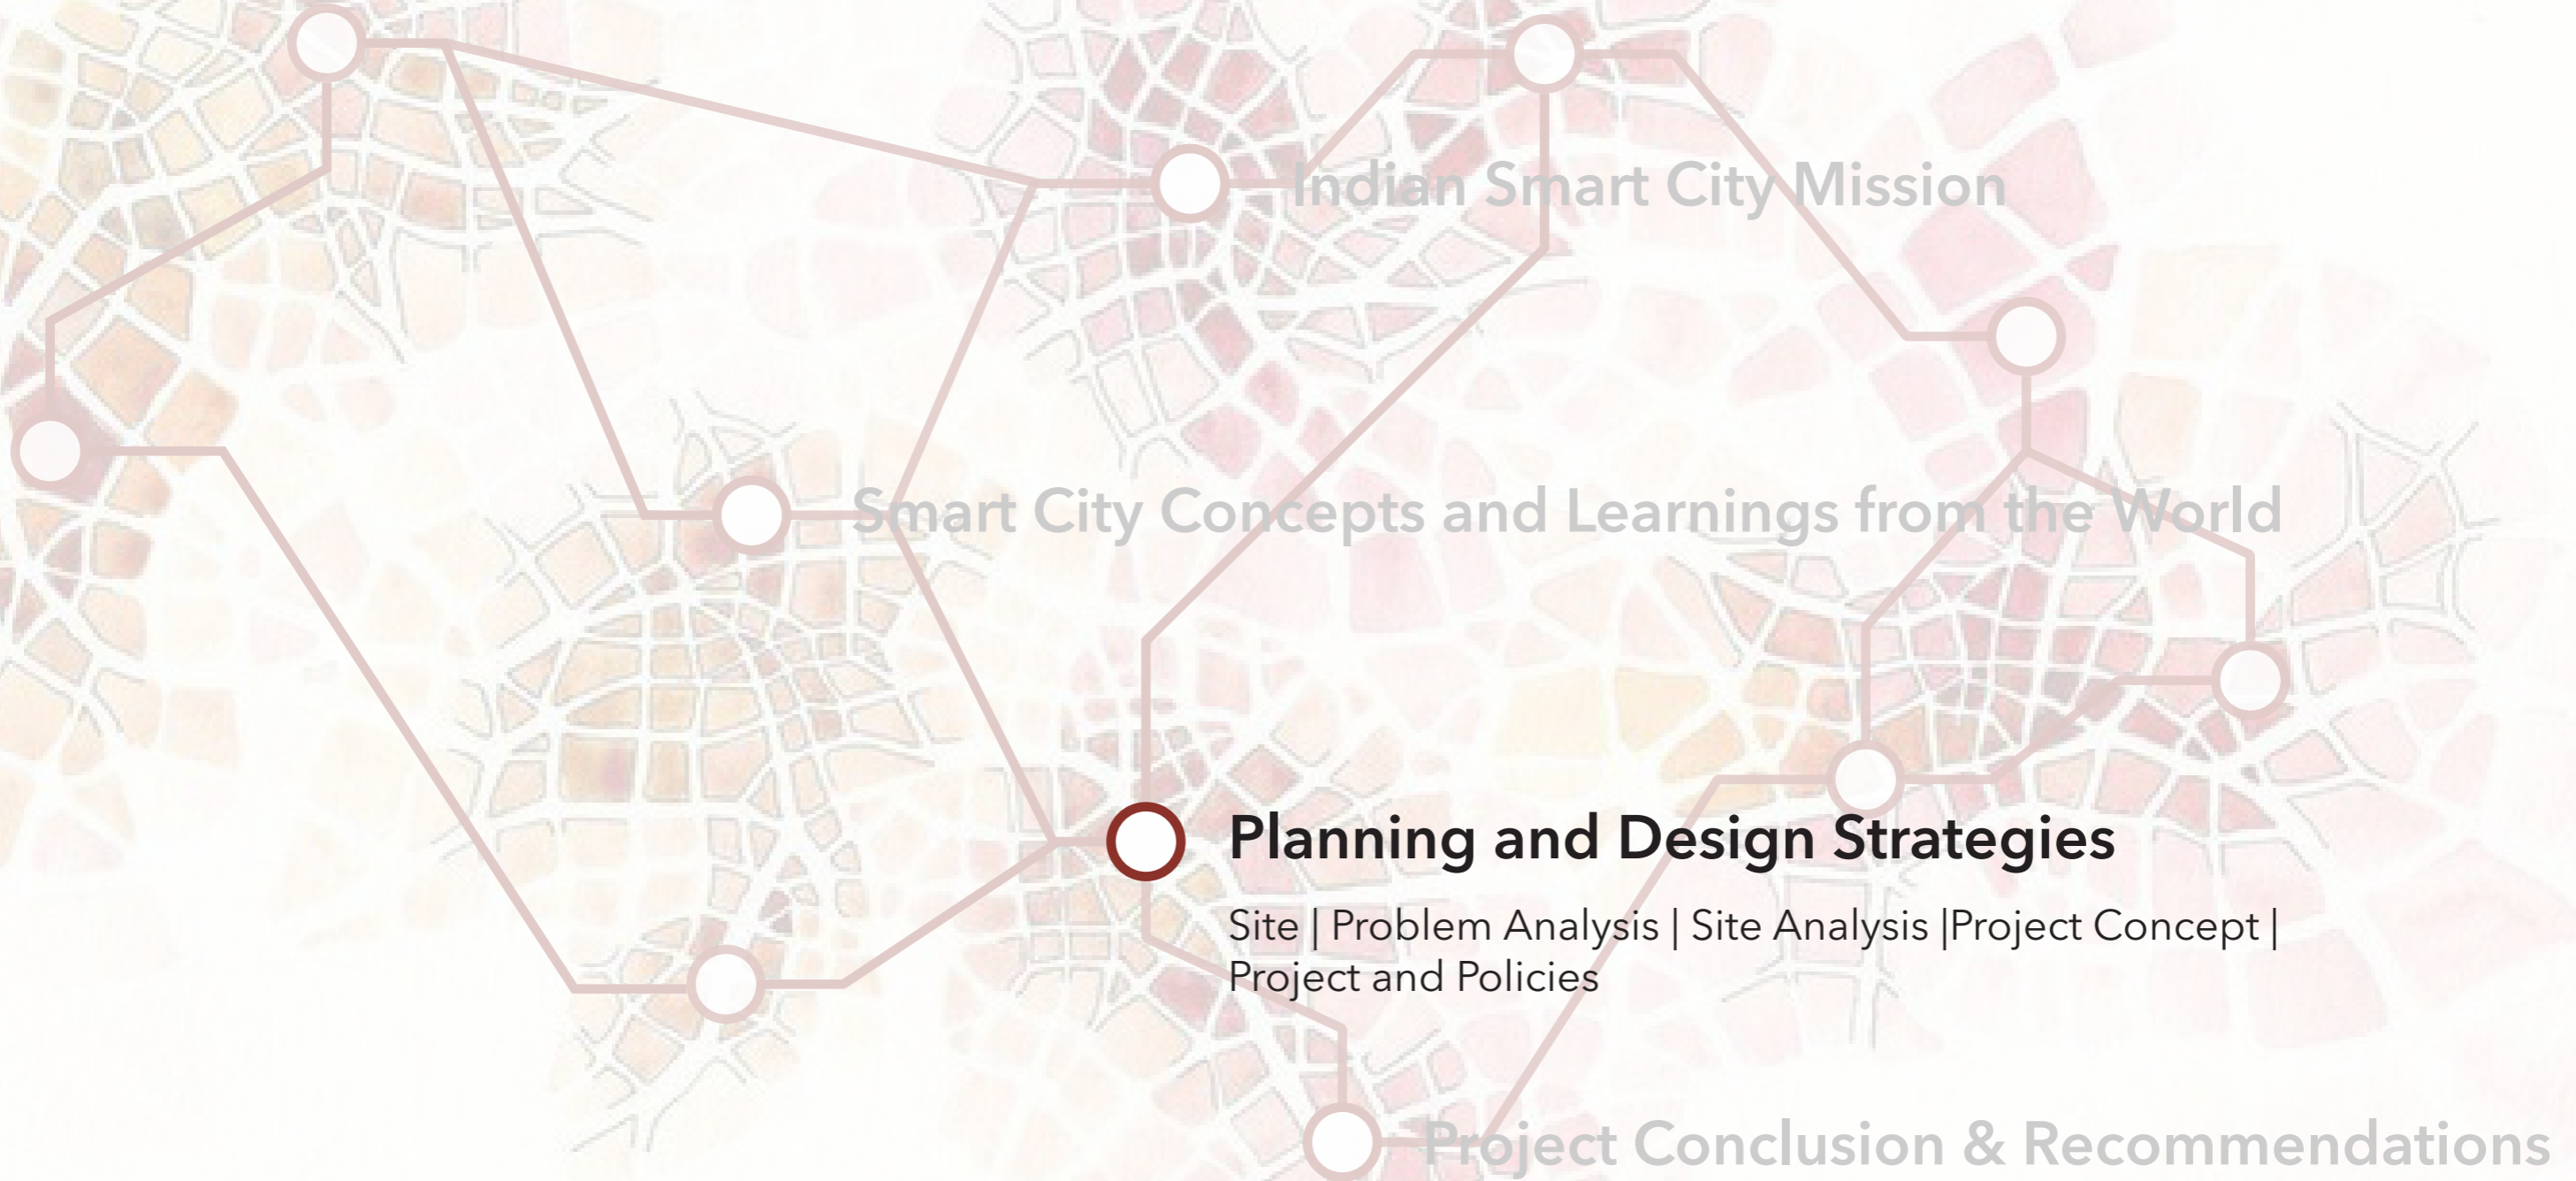 Indian Smart City Mission
Smart City Concepts and Learnings from the World
Planning and Design Strategies
Site | Problem Analysis | Site Analysis |Project Concept |
Project and Policies
Project Conclusion & Recommendations